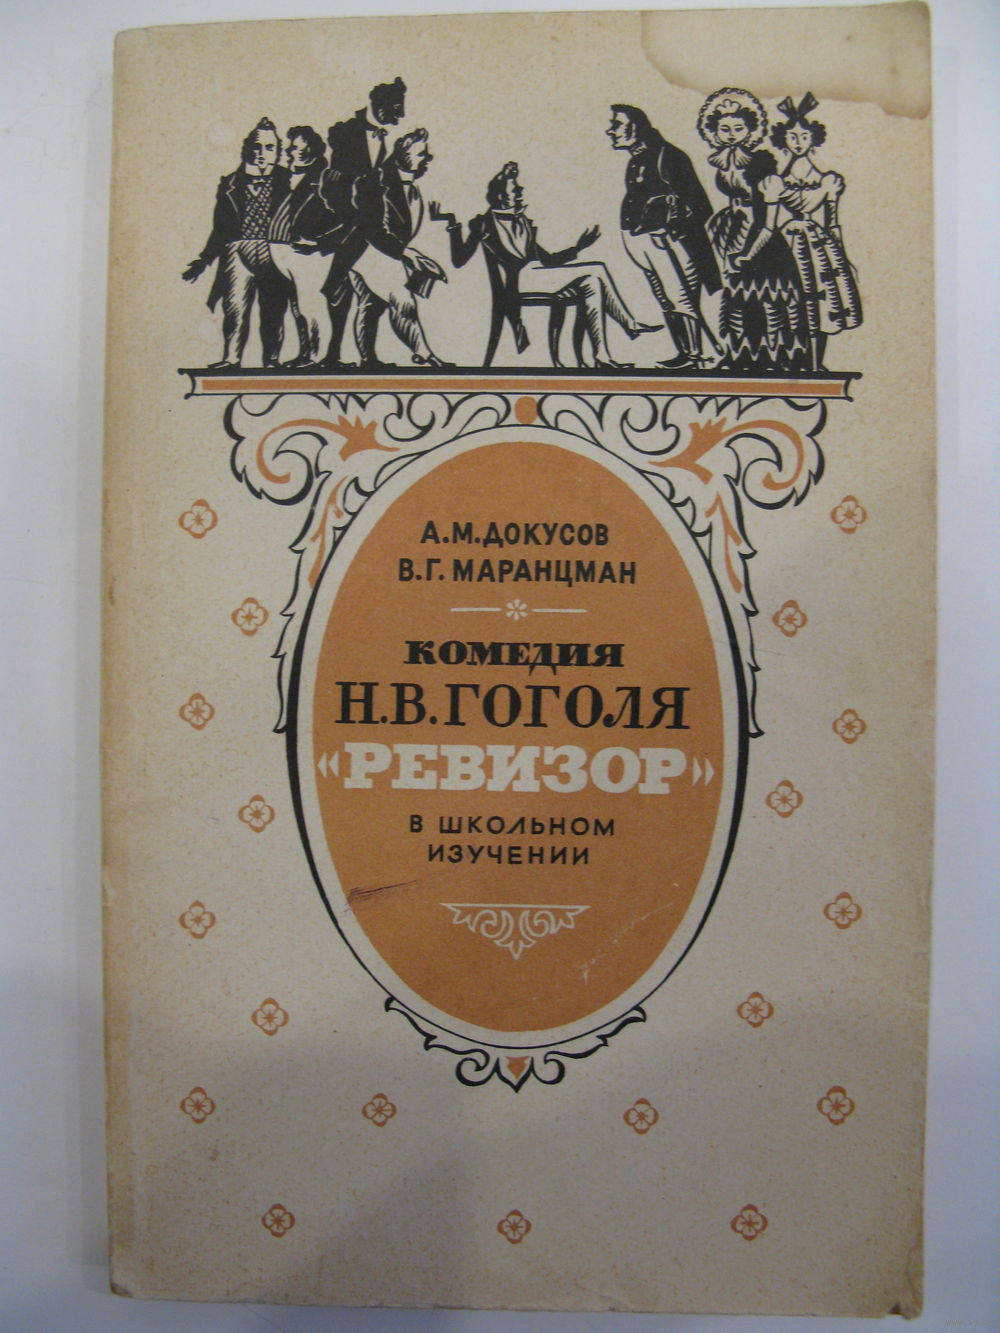 А.М.ДОКУСОВ
В.Г.МАРАНЦМАН
КОМЕДИЯ
Н.В.ГОГОЛЯ
«РЕВИЗОР»
В ШКОЛЬНОМ
ИЗУЧЕНИИ